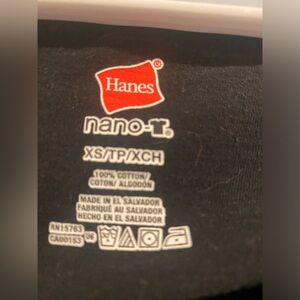 Hanes®
nano-T®
XS/TP/XCH
100% COTTON/
COTON/ ALGODÓN
MADE IN EL SALVADOR
FABRIQUÉ AU SALVADOR
HECHO EN EL SALVADOR
RN15763
CA00153
U6